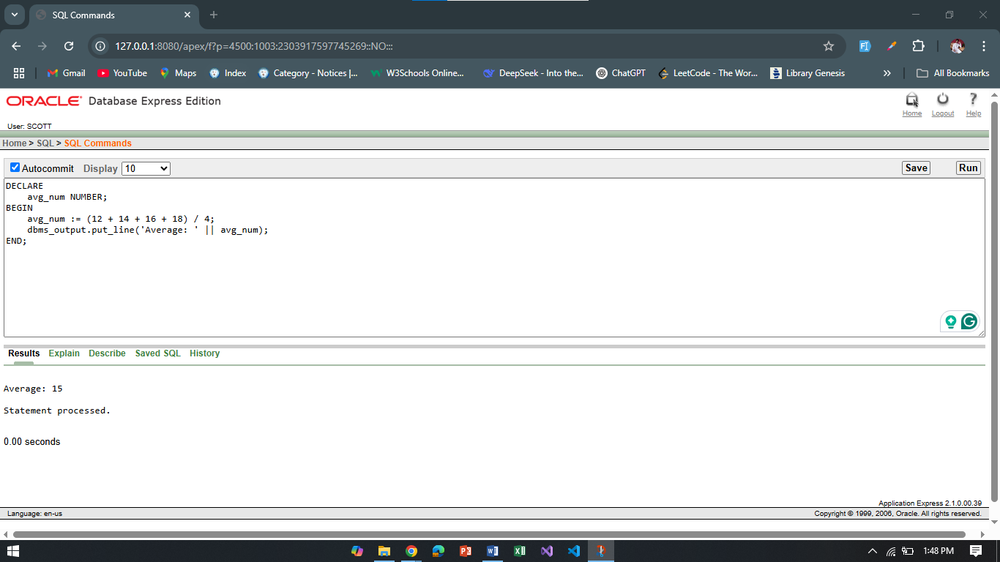 SQL Commands
127.0.0.1:8080/apex/f?p=4500:1003:2303917597745269::NO:::
Gmail YouTube Maps Index Category - Notices |... W3Schools Online... DeepSeek - Into the... ChatGPT LeetCode - The Wor... Library Genesis » All Bookmarks
ORACLE Database Express Edition
Home Logout Help
User: SCOTT
Home > SQL > SQL Commands
Autocommit Display 10 Save Run
DECLARE
    avg_num NUMBER;
BEGIN
    avg_num := (12 + 14 + 16 + 18) / 4;
    dbms_output.put_line('Average: ' || avg_num);
END;
Results Explain Describe Saved SQL History
Average: 15
Statement processed.
0.00 seconds
Application Express 2.1.0.00.39
Language: en-us Copyright © 1999, 2006, Oracle. All rights reserved.
1:48 PM